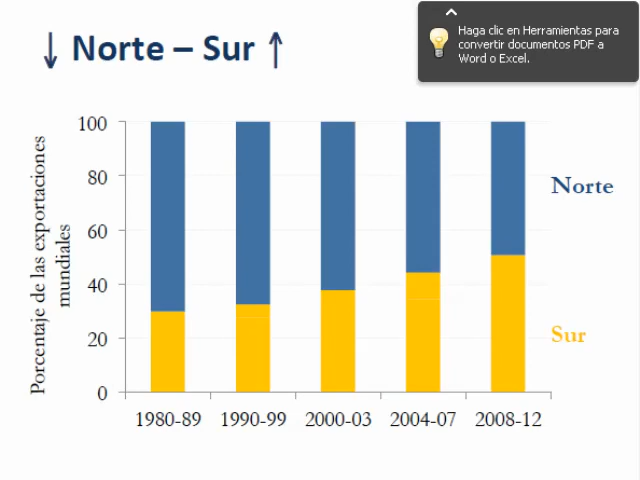 ↓ Norte – Sur ↑
Haga clic en Herramientas para
convertir documentos PDF a
Word o Excel.
Porcentaje de las exportaciones
mundiales
100
80
60
40
20
0
Norte
Sur
1980-89 1990-99 2000-03 2004-07 2008-12